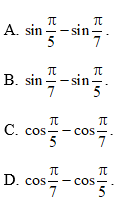 A. sin π/5 − sin π/7 .
B. sin π/7 − sin π/5 .
C. cos π/5 − cos π/7 .
D. cos π/7 − cos π/5 .